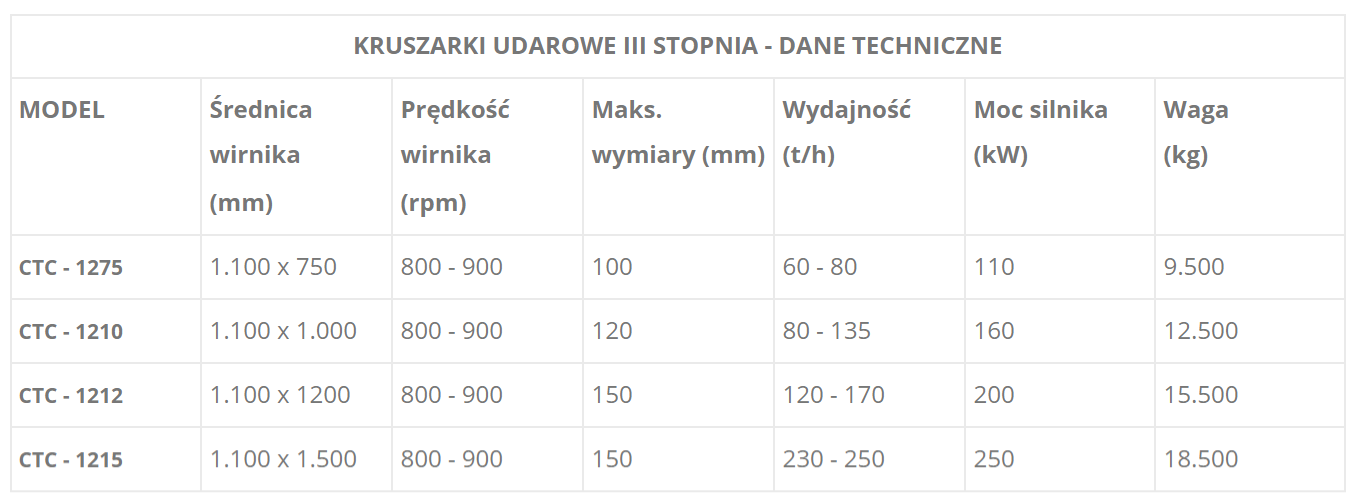 KRUSZARKI UDAROWE III STOPNIA - DANE TECHNICZNE
MODEL Średnica wirnika (mm) Prędkość wirnika (rpm) Maks. wymiary (mm) Wydajność (t/h) Moc silnika (kW) Waga (kg)
CTC - 1275 1.100 x 750 800 - 900 100 60 - 80 110 9.500
CTC - 1210 1.100 x 1.000 800 - 900 120 80 - 135 160 12.500
CTC - 1212 1.100 x 1200 800 - 900 150 120 - 170 200 15.500
CTC - 1215 1.100 x 1.500 800 - 900 150 230 - 250 250 18.500